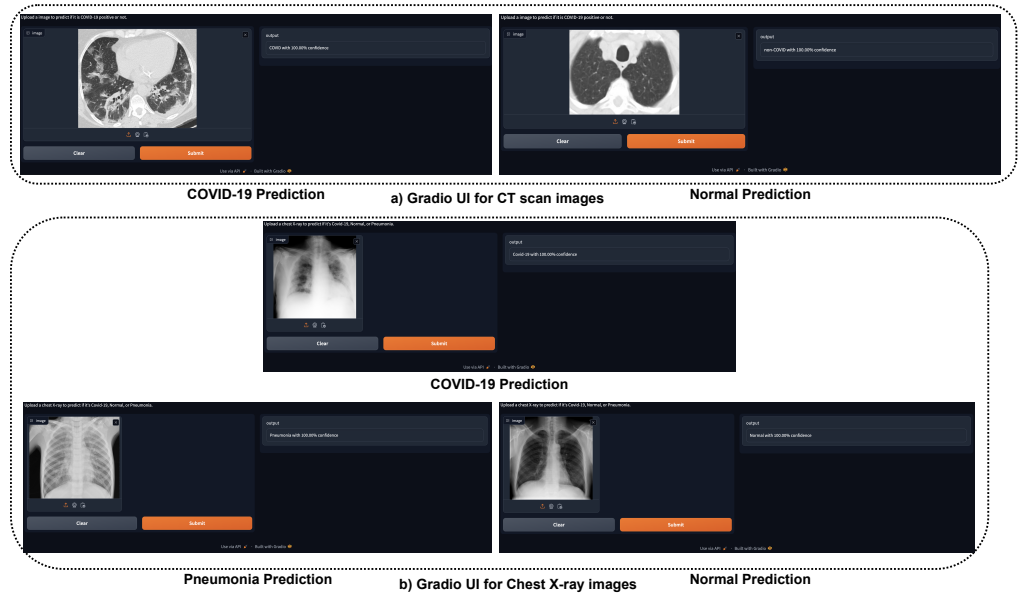 Upload a image to predict if it is COVID-19 positive or not.
Image
output
COVID with 100.00% confidence
Clear
Submit
Use via API · Built with Gradio
COVID-19 Prediction
Upload a image to predict if it is COVID-19 positive or not.
Image
output
non-COVID with 100.00% confidence
Clear
Submit
Use via API · Built with Gradio
Normal Prediction
a) Gradio UI for CT scan images
Upload a chest X-ray to predict if it's Covid-19, Normal, or Pneumonia.
Image
output
Covid-19 with 100.00% confidence
Clear
Submit
Use via API · Built with Gradio
COVID-19 Prediction
Upload a chest X-ray to predict if it's Covid-19, Normal, or Pneumonia.
Image
output
Pneumonia with 100.00% confidence
Clear
Submit
Use via API · Built with Gradio
Pneumonia Prediction
Upload a chest X-ray to predict if it's Covid-19, Normal, or Pneumonia.
Image
output
Normal with 100.00% confidence
Clear
Submit
Use via API · Built with Gradio
Normal Prediction
b) Gradio UI for Chest X-ray images